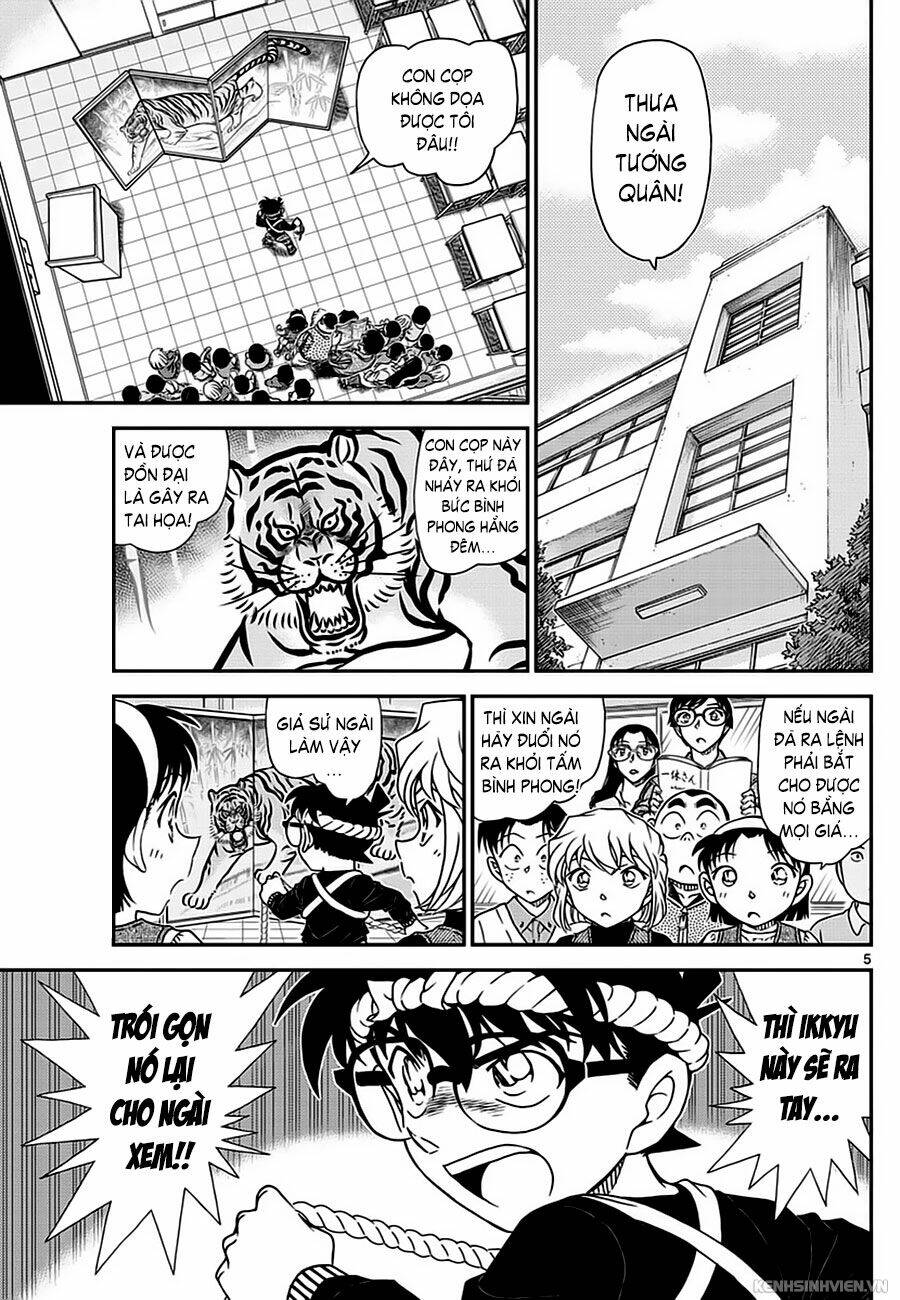 THƯA
NGÀI
TƯỚNG
QUÂN!
CON CỌP
KHÔNG DỌA
ĐƯỢC TÔI
ĐÂU!!
CON CỌP NÀY
ĐÂY, THỨ ĐÃ
NHẢY RA KHỎI
BỨC BÌNH
PHONG HẰNG
ĐÊM...
VÀ ĐƯỢC
ĐỒN ĐẠI
LÀ GÂY RA
TAI HỌA!
NẾU NGÀI
ĐÃ RA LỆNH
PHẢI BẮT
CHO ĐƯỢC
NÓ BẰNG
MỌI GIÁ...
一休さん
THÌ XIN NGÀI
HÃY ĐUỔI NÓ
RA KHỎI TẤM
BÌNH PHONG!
GIẢ SỬ NGÀI
LÀM VẬY
...
5
THÌ IKKYU
NÀY SẼ RA
TAY...
TRÓI GỌN
NÓ LẠI
CHO NGÀI
XEM!!
KENHSINHVIEN.VN